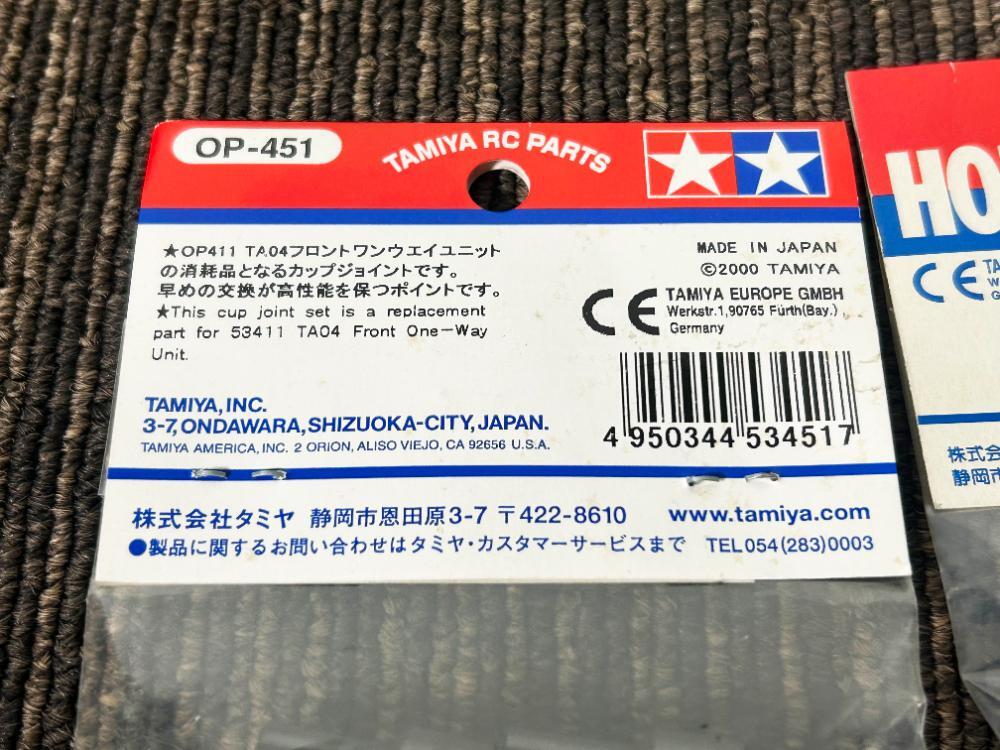 OP-451
TAMIYA RC PARTS
★OP411 TA04フロントワンウエイユニット
の消耗品となるカップジョイントです。
早めの交換が高性能を保つポイントです。
★This cup joint set is a replacement
part for 53411 TA04 Front One-Way
Unit.
MADE IN JAPAN
©2000 TAMIYA
CE TAMIYA EUROPE GMBH
Werkstr.1,90765 Fürth(Bay.)
Germany
TAMIYA, INC.
3-7, ONDAWARA, SHIZUOKA-CITY, JAPAN.
TAMIYA AMERICA, INC. 2 ORION, ALISO VIEJO, CA 92656 U.S.A.
4 950344 534517
株式会社タミヤ 静岡市恩田原3-7 〒422-8610 www.tamiya.com
●製品に関するお問い合わせはタミヤ・カスタマーサービスまで TEL 054(283)0003
HO
CE TA
W
G
株式会
静岡市